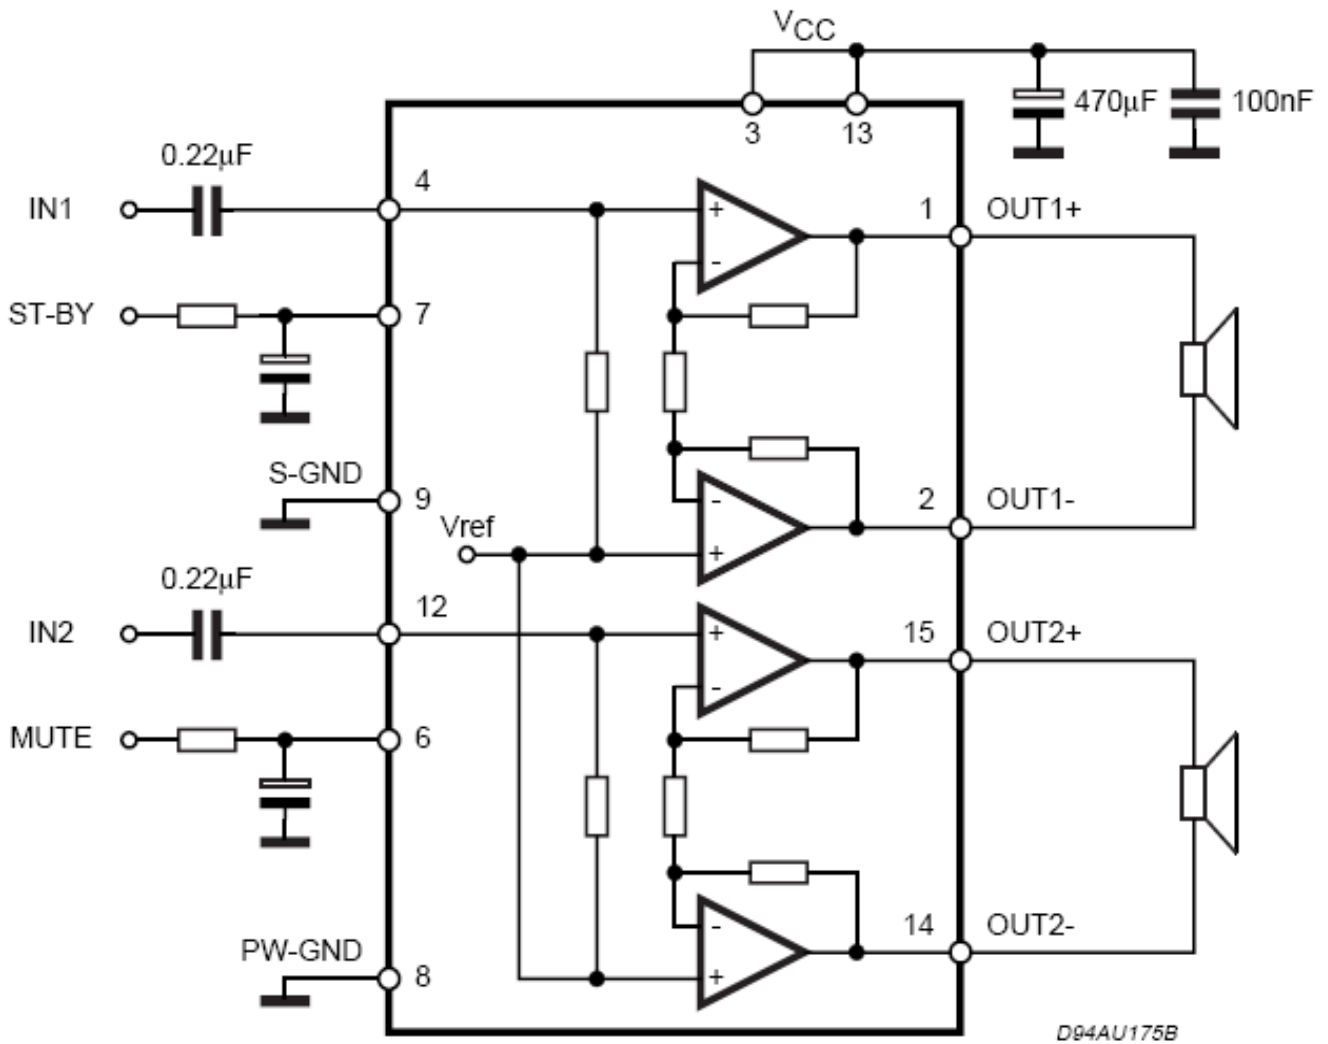 VCC
470μF
100nF
3
13
0.22μF
IN1
4
+
-
1
OUT1+
ST-BY
7
S-GND
9
-
+
2
OUT1-
Vref
0.22μF
IN2
12
+
-
15
OUT2+
MUTE
6
PW-GND
8
-
+
14
OUT2-
D94AU175B